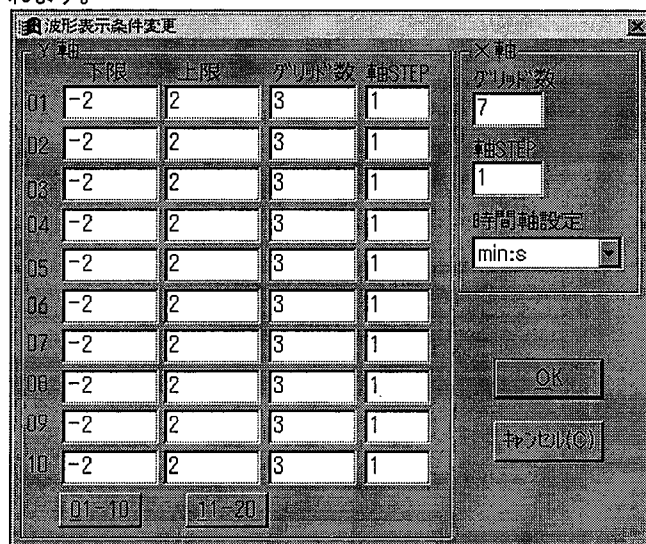 れます。
波形表示条件変更
Y 軸
下限 上限 グリッド数 軸STEP
01 -2 2 3 1
02 -2 2 3 1
03 -2 2 3 1
04 -2 2 3 1
05 -2 2 3 1
06 -2 2 3 1
07 -2 2 3 1
08 -2 2 3 1
09 -2 2 3 1
10 -2 2 3 1
01-10 11-20
X 軸
グリッド数
7
軸STEP
1
時間軸設定
min:s
OK
キャンセル(C)